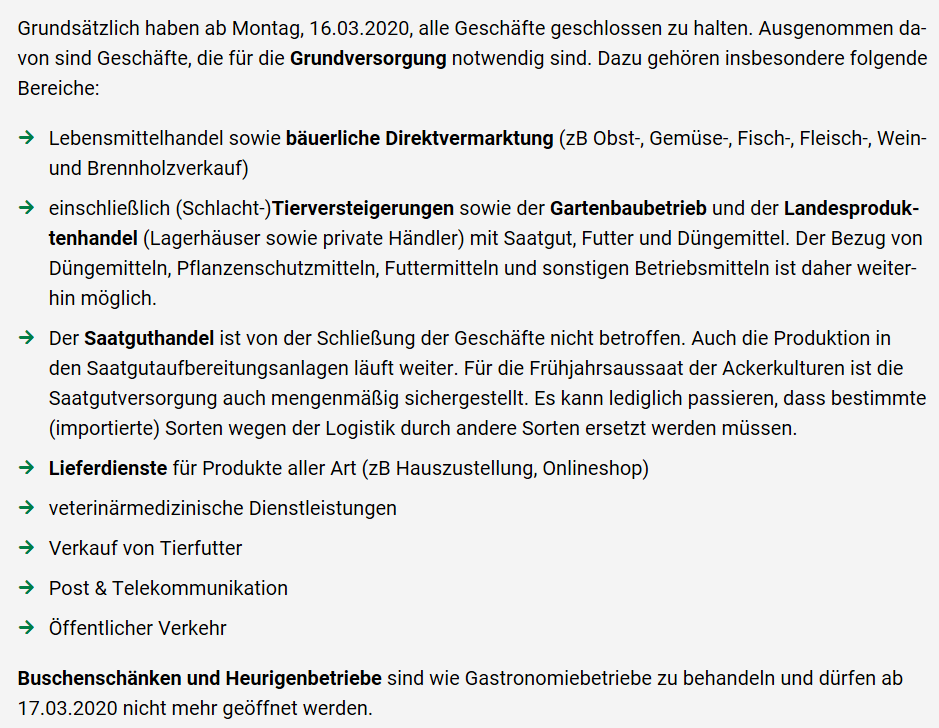 Grundsätzlich haben ab Montag, 16.03.2020, alle Geschäfte geschlossen zu halten. Ausgenommen da-
von sind Geschäfte, die für die Grundversorgung notwendig sind. Dazu gehören insbesondere folgende
Bereiche:
→ Lebensmittelhandel sowie bäuerliche Direktvermarktung (zB Obst-, Gemüse-, Fisch-, Fleisch-, Wein-
und Brennholzverkauf)
→ einschließlich (Schlacht-)Tierversteigerungen sowie der Gartenbaubetrieb und der Landesproduk-
tenhandel (Lagerhäuser sowie private Händler) mit Saatgut, Futter und Düngemittel. Der Bezug von
Düngemitteln, Pflanzenschutzmitteln, Futtermitteln und sonstigen Betriebsmitteln ist daher weiter-
hin möglich.
→ Der Saatguthandel ist von der Schließung der Geschäfte nicht betroffen. Auch die Produktion in
den Saatgutaufbereitungsanlagen läuft weiter. Für die Frühjahrsaussaat der Ackerkulturen ist die
Saatgutversorgung auch mengenmäßig sichergestellt. Es kann lediglich passieren, dass bestimmte
(importierte) Sorten wegen der Logistik durch andere Sorten ersetzt werden müssen.
→ Lieferdienste für Produkte aller Art (zB Hauszustellung, Onlineshop)
→ veterinärmedizinische Dienstleistungen
→ Verkauf von Tierfutter
→ Post & Telekommunikation
→ Öffentlicher Verkehr
Buschenschänken und Heurigenbetriebe sind wie Gastronomiebetriebe zu behandeln und dürfen ab
17.03.2020 nicht mehr geöffnet werden.